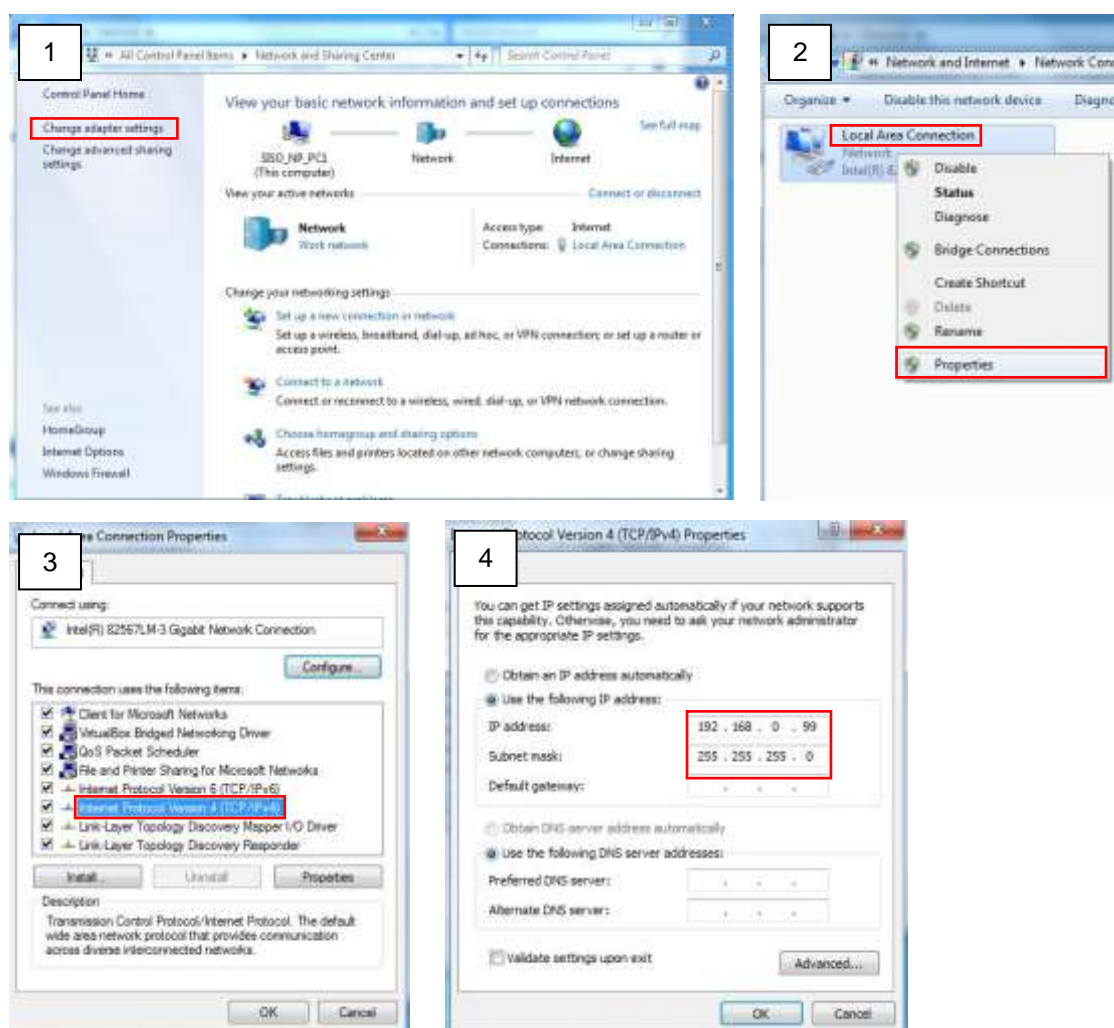 1
All Control Panel Items ▸ Network and Sharing Center
Search Control Panel
Control Panel Home
Change adapter settings
Change advanced sharing
settings
See also
HomeGroup
Internet Options
Windows Firewall
View your basic network information and set up connections
See full map
SISO_NP_PC1
(This computer)
Network
Internet
View your active networks
Connect or disconnect
Network
Work network
Access type: Internet
Connections: Local Area Connection
Change your networking settings
Set up a new connection or network
Set up a wireless, broadband, dial-up, ad hoc, or VPN connection; or set up a router or
access point.
Connect to a network
Connect or reconnect to a wireless, wired, dial-up, or VPN network connection.
Choose homegroup and sharing options
Access files and printers located on other network computers, or change sharing
settings.
2
Network and Internet ▸ Network Con
Organize
Disable this network device
Diagno
Local Area Connection
Network
Intel(R)
Disable
Status
Diagnose
Bridge Connections
Create Shortcut
Delete
Rename
Properties
3
Connection Properties
Connect using:
Intel(R) 82567LM-3 Gigabit Network Connection
Configure...
This connection uses the following items:
Client for Microsoft Networks
VirtualBox Bridged Networking Driver
QoS Packet Scheduler
File and Printer Sharing for Microsoft Networks
Internet Protocol Version 6 (TCP/IPv6)
Internet Protocol Version 4 (TCP/IPv4)
Link-Layer Topology Discovery Mapper I/O Driver
Link-Layer Topology Discovery Responder
Install...
Uninstall
Properties
Description
Transmission Control Protocol/Internet Protocol. The default
wide area network protocol that provides communication
across diverse interconnected networks.
OK
Cancel
4
otocol Version 4 (TCP/IPv4) Properties
You can get IP settings assigned automatically if your network supports
this capability. Otherwise, you need to ask your network administrator
for the appropriate IP settings.
Obtain an IP address automatically
Use the following IP address:
IP address: 192 . 168 . 0 . 99
Subnet mask: 255 . 255 . 255 . 0
Default gateway: . . .
Obtain DNS server address automatically
Use the following DNS server addresses:
Preferred DNS server: . . .
Alternate DNS server: . . .
Validate settings upon exit
Advanced...
OK
Cancel